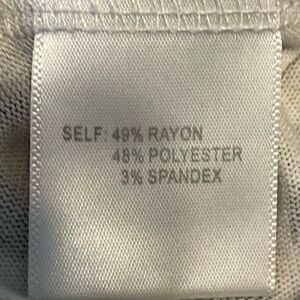 SELF: 49% RAYON
48% POLYESTER
3% SPANDEX